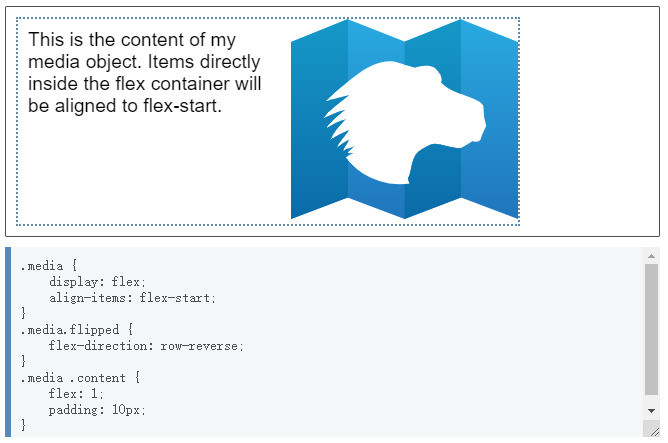 This is the content of my
media object. Items directly
inside the flex container will
be aligned to flex-start.
.media {
display: flex;
align-items: flex-start;
}
.media.flipped {
flex-direction: row-reverse;
}
.media .content {
flex: 1;
padding: 10px;
}